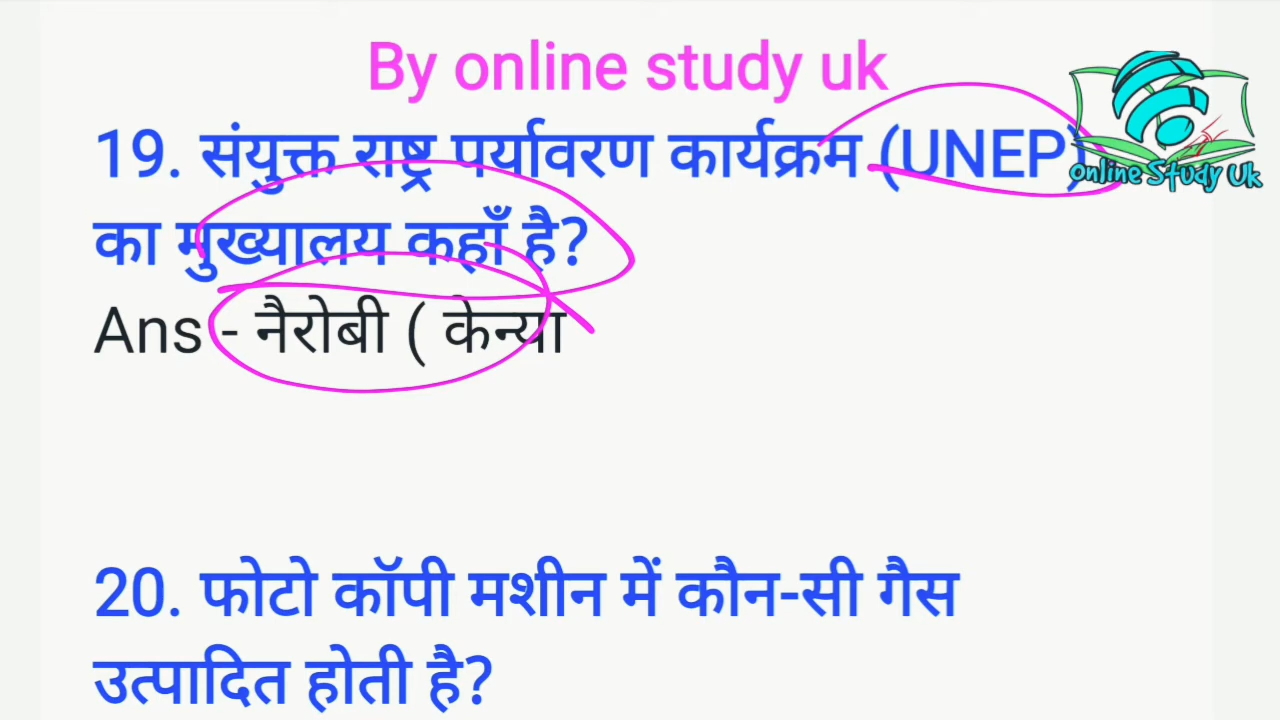 By online study uk
19. संयुक्त राष्ट्र पर्यावरण कार्यक्रम (UNEP)
का मुख्यालय कहाँ है?
Ans - नैरोबी ( केन्या
20. फोटो कॉपी मशीन में कौन-सी गैस
उत्पादित होती है?
online Study Uk